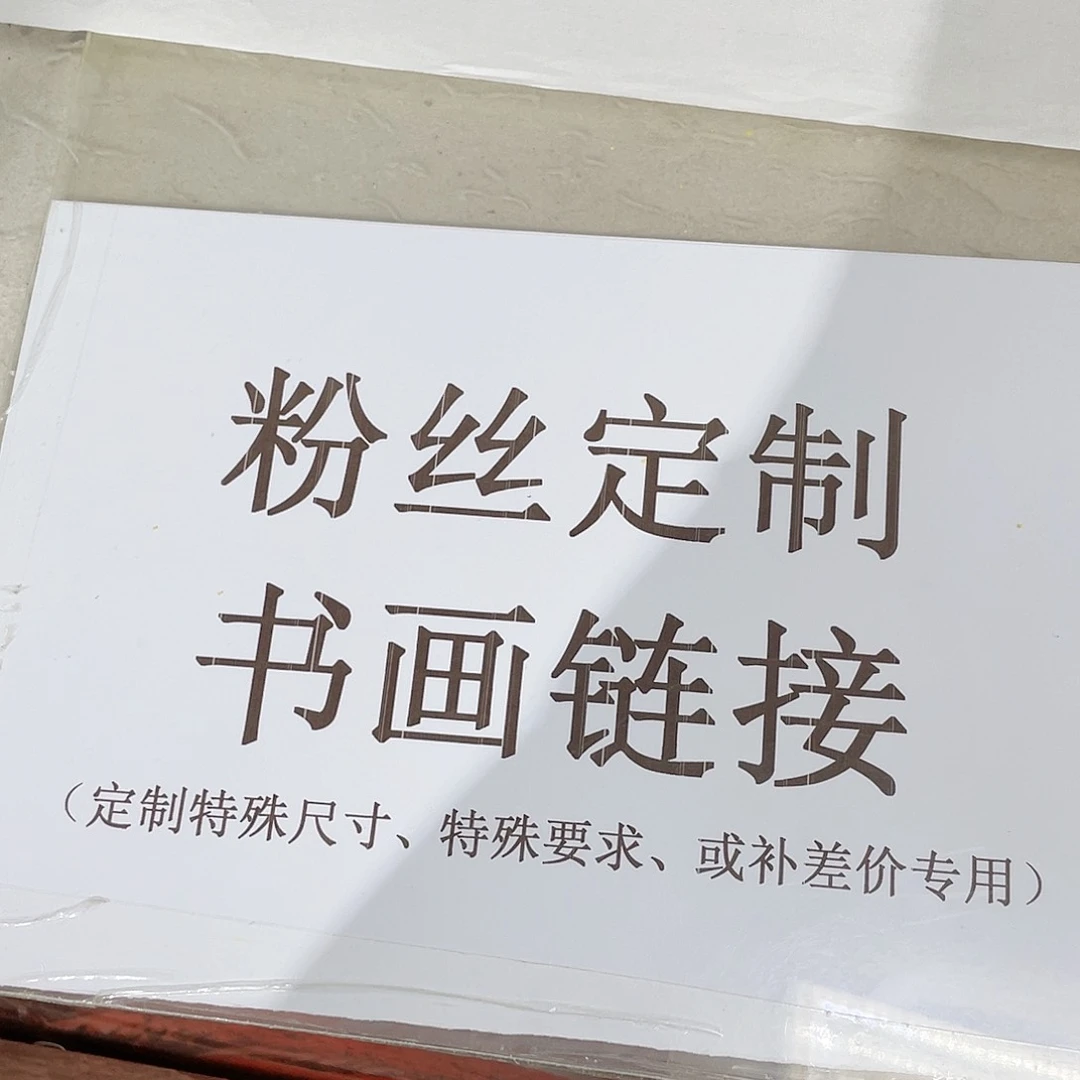 粉丝定制
书画链接
（定制特殊尺寸、特殊要求、或补差价专用）